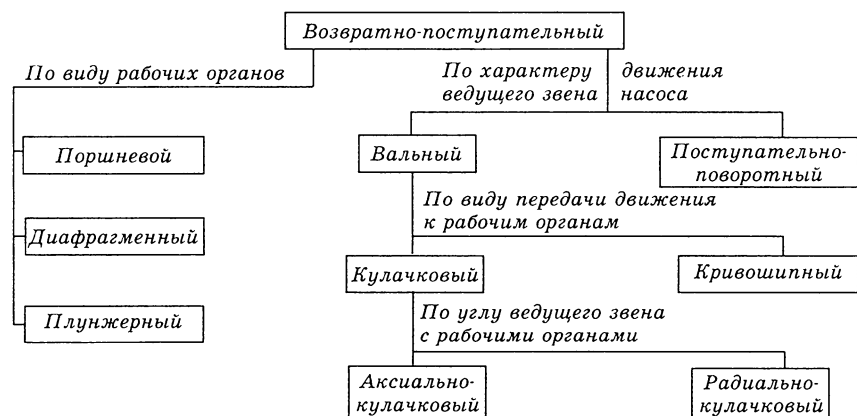 Возвратно-поступательный
По виду рабочих органов
По характеру движения
ведущего звена насоса
Поршневой
Вальный
Поступательно-
поворотный
По виду передачи движения
к рабочим органам
Диафрагменный
Кулачковый
Кривошипный
Плунжерный
По углу ведущего звена
с рабочими органами
Аксиально-
кулачковый
Радиально-
кулачковый